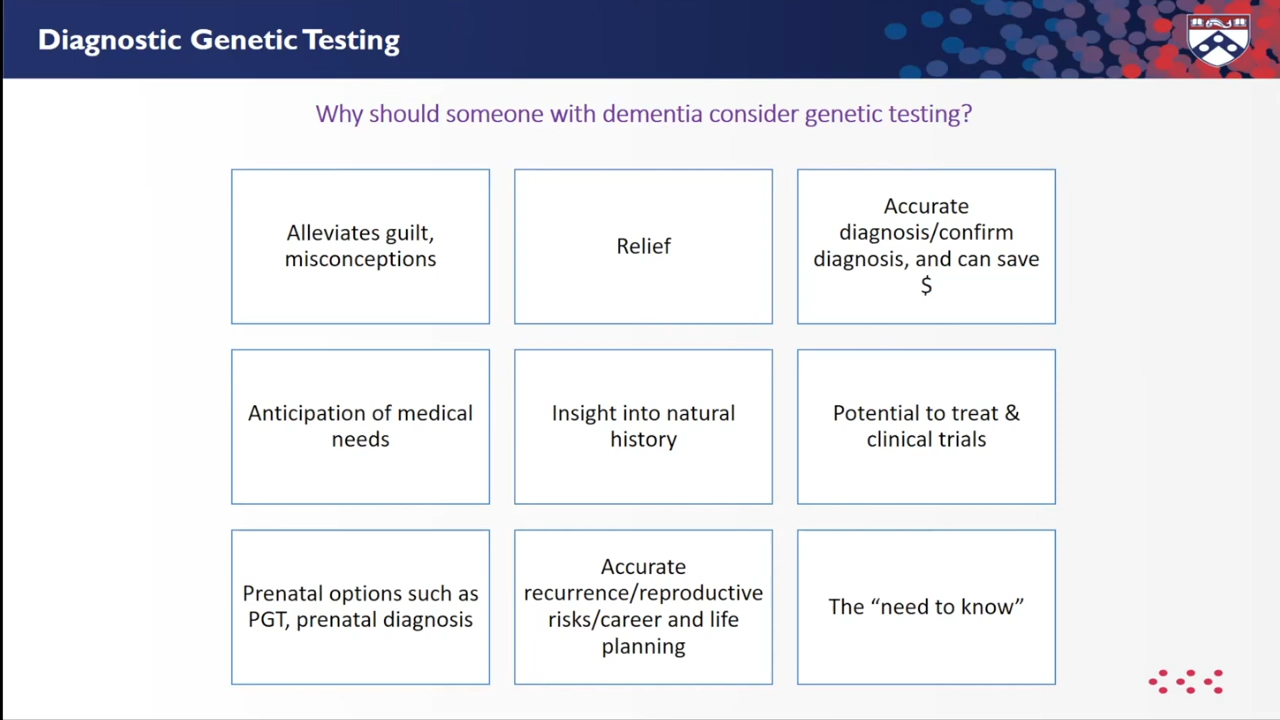 Diagnostic Genetic Testing
Why should someone with dementia consider genetic testing?
Alleviates guilt,
misconceptions
Relief
Accurate
diagnosis/confirm
diagnosis, and can save
$
Anticipation of medical
needs
Insight into natural
history
Potential to treat &
clinical trials
Prenatal options such as
PGT, prenatal diagnosis
Accurate
recurrence/reproductive
risks/career and life
planning
The “need to know”